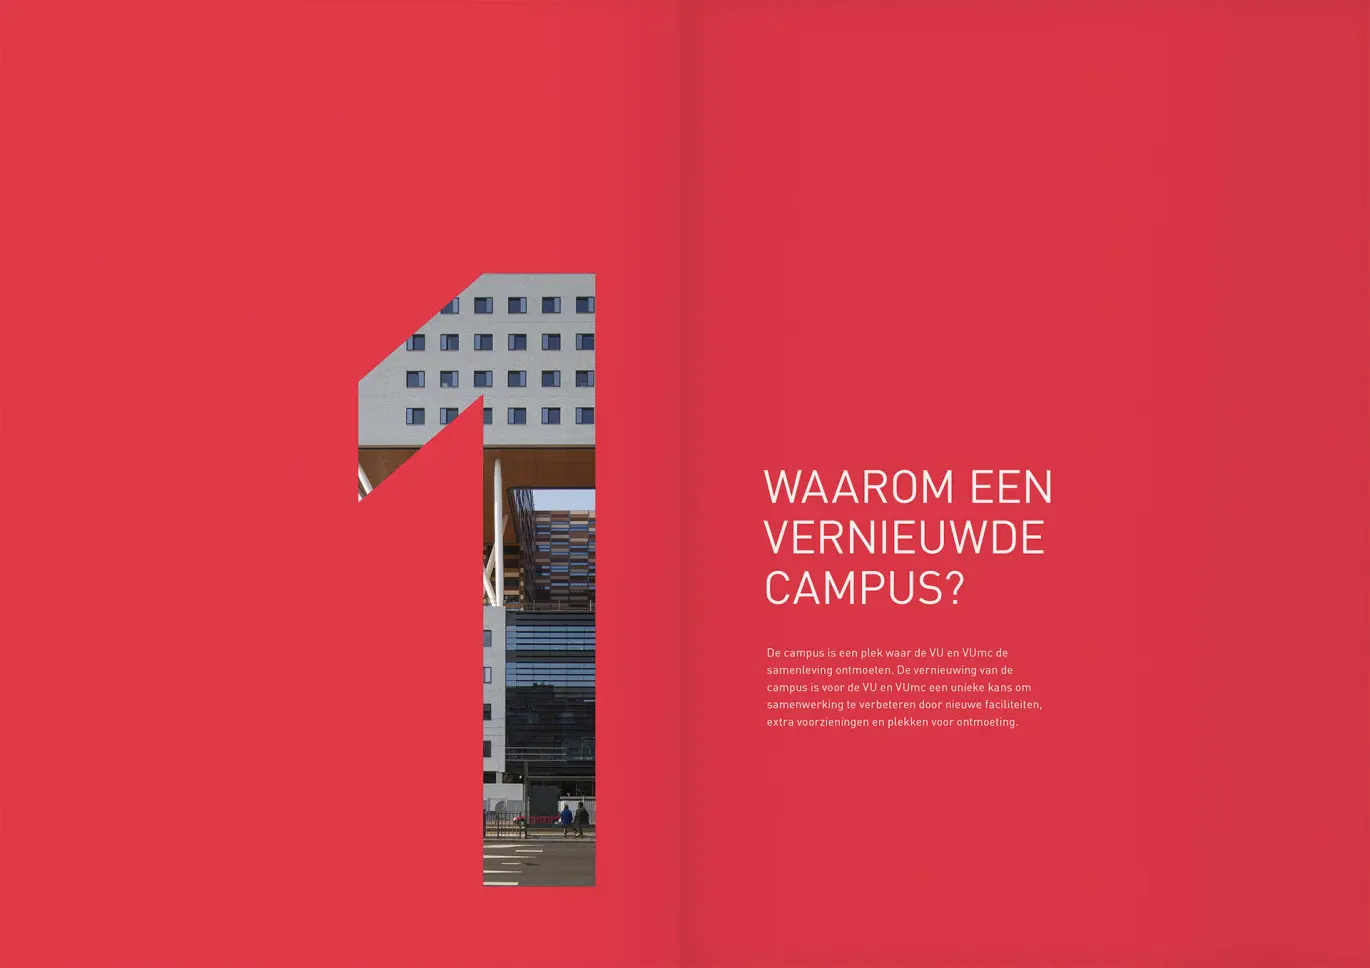 1
WAAROM EEN
VERNIEUWDE
CAMPUS?
De campus is een plek waar de VU en VUmc de
samenleving ontmoeten. De vernieuwing van de
campus is voor de VU en VUmc een unieke kans om
samenwerking te verbeteren door nieuwe faciliteiten,
extra voorzieningen en plekken voor ontmoeting.